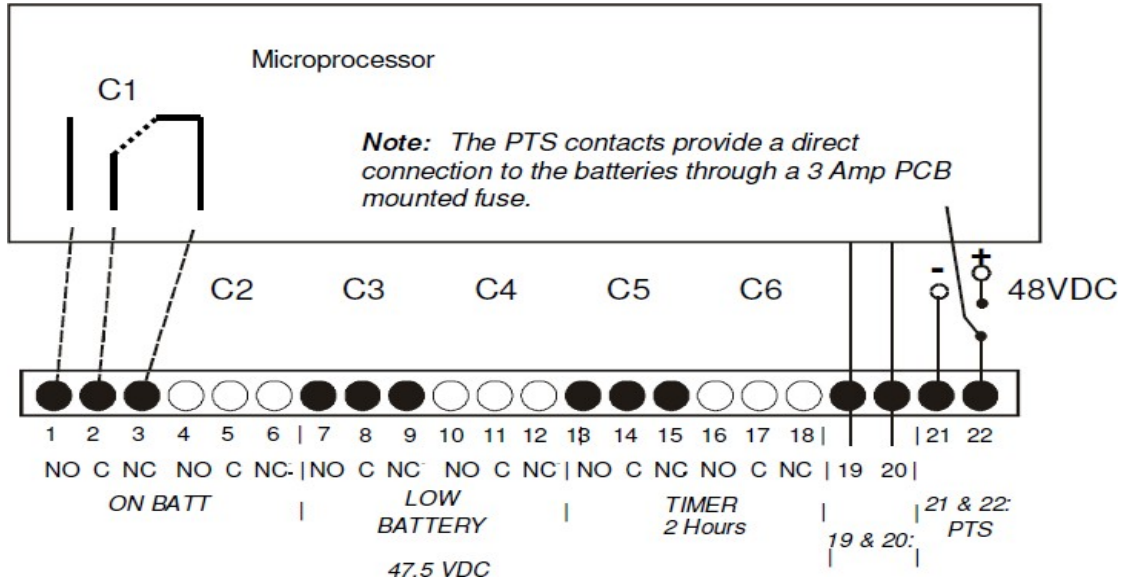 Microprocessor
C1
Note: The PTS contacts provide a direct
connection to the batteries through a 3 Amp PCB
mounted fuse.
C2 C3 C4 C5 C6 - + 48VDC
1 2 3 4 5 6 | 7 8 9 10 11 12 13 14 15 16 17 18 | | 21 22
NO C NC NO C NC | NO C NC NO C NC | NO C NC NO C NC | 19 20 |
ON BATT | LOW BATTERY | TIMER 2 Hours | | 21 & 22: PTS
47.5 VDC
| 19 & 20: |